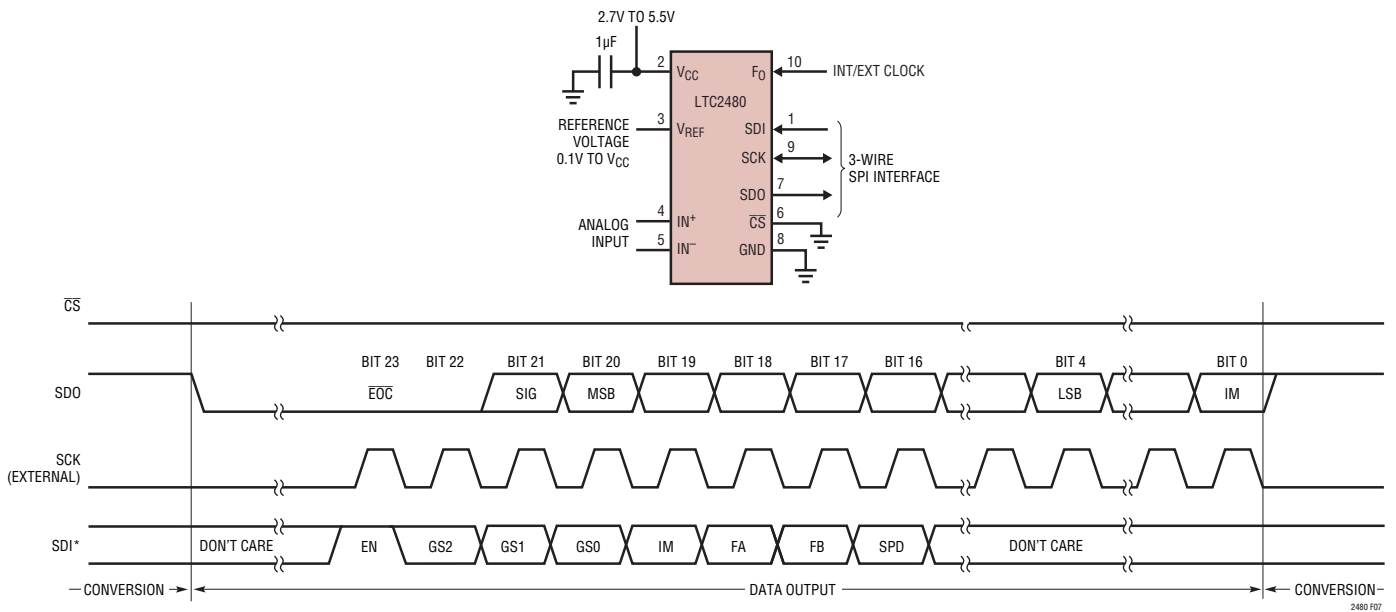 2.7V TO 5.5V
1µF
2 VCC
FO 10 INT/EXT CLOCK
LTC2480
REFERENCE
VOLTAGE
0.1V TO VCC
3 VREF
SDI 1
SCK 9
SDO 7
3-WIRE
SPI INTERFACE
ANALOG
INPUT
4 IN+
5 IN–
CS 6
GND 8
CS
BIT 23 BIT 22 BIT 21 BIT 20 BIT 19 BIT 18 BIT 17 BIT 16 BIT 4 BIT 0
SDO EOC SIG MSB LSB IM
SCK
(EXTERNAL)
SDI* DON'T CARE EN GS2 GS1 GS0 IM FA FB SPD DON'T CARE
CONVERSION DATA OUTPUT CONVERSION
2480 F07